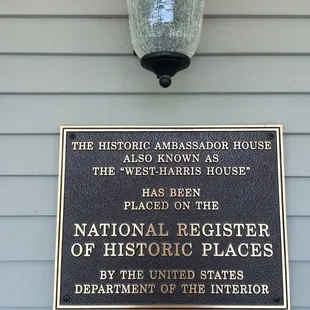 THE HISTORIC AMBASSADOR HOUSE
ALSO KNOWN AS
THE "WEST-HARRIS HOUSE"
HAS BEEN
PLACED ON THE
NATIONAL REGISTER
OF HISTORIC PLACES
BY THE UNITED STATES
DEPARTMENT OF THE INTERIOR